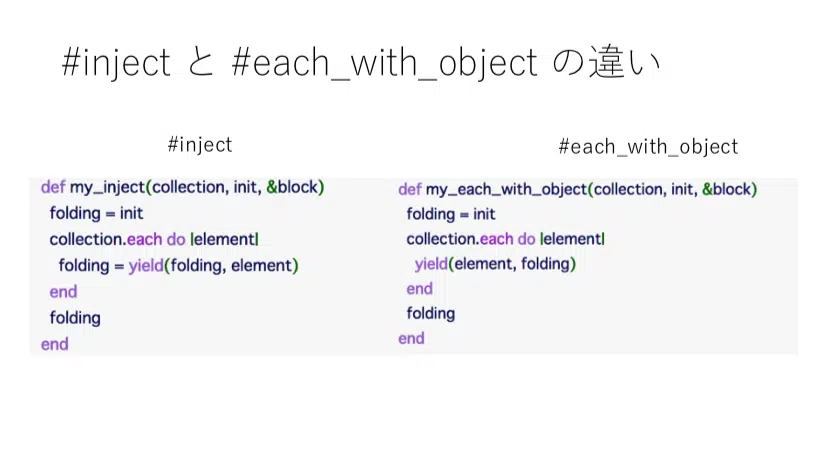 #inject と #each_with_object の違い
#inject
def my_inject(collection, init, &block)
folding = init
collection.each do |element|
folding = yield(folding, element)
end
folding
end
#each_with_object
def my_each_with_object(collection, init, &block)
folding = init
collection.each do |element|
yield(element, folding)
end
folding
end